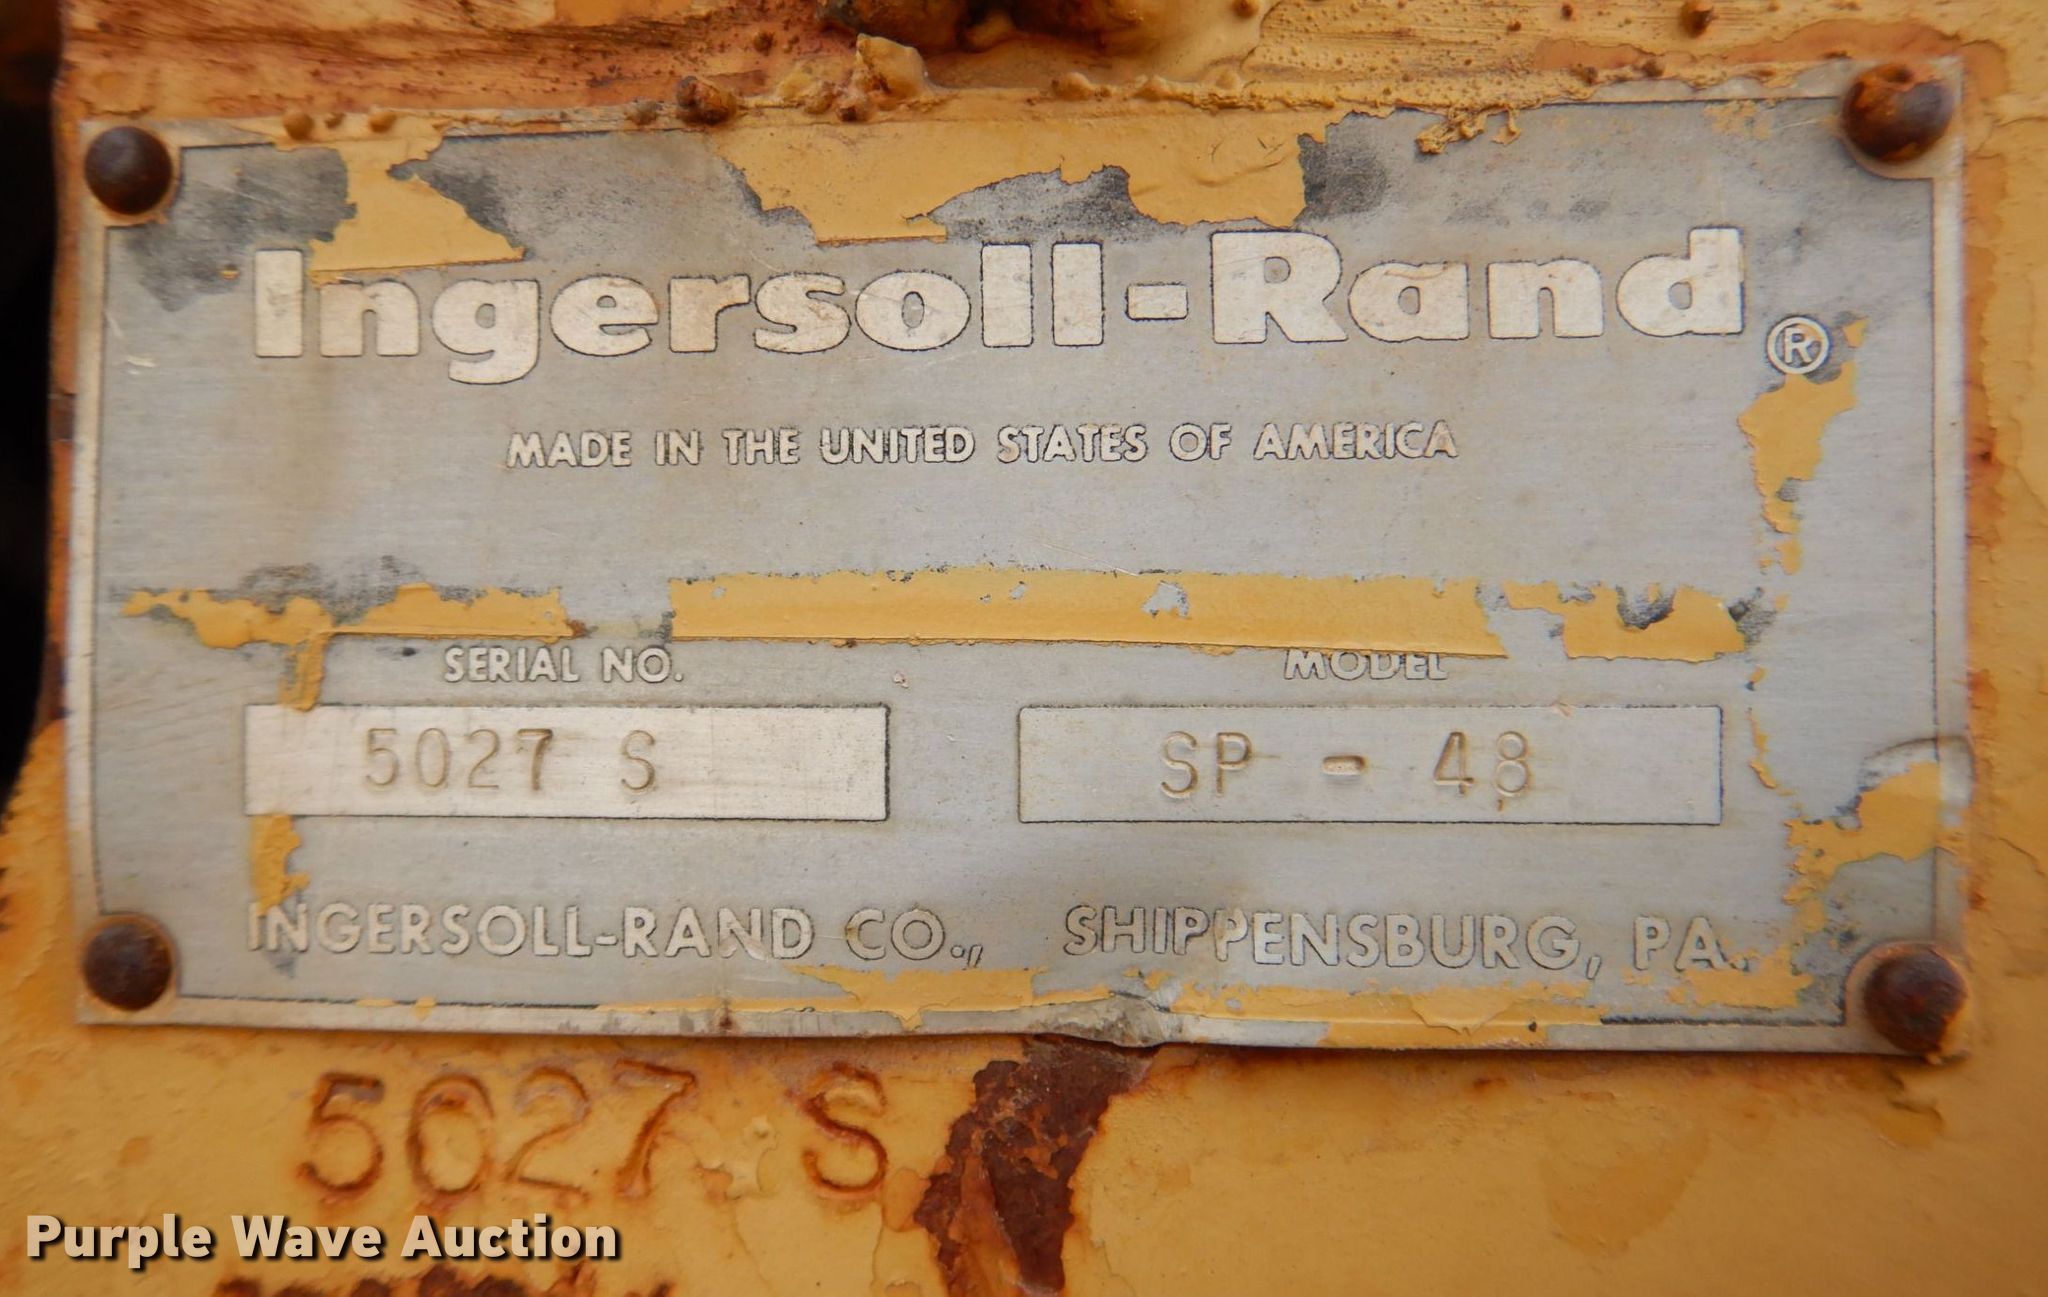 Ingersoll-Rand®
MADE IN THE UNITED STATES OF AMERICA
SERIAL NO. MODEL
5027 S SP - 48
INGERSOLL-RAND CO., SHIPPENSBURG, PA.
5027 S
Purple Wave Auction